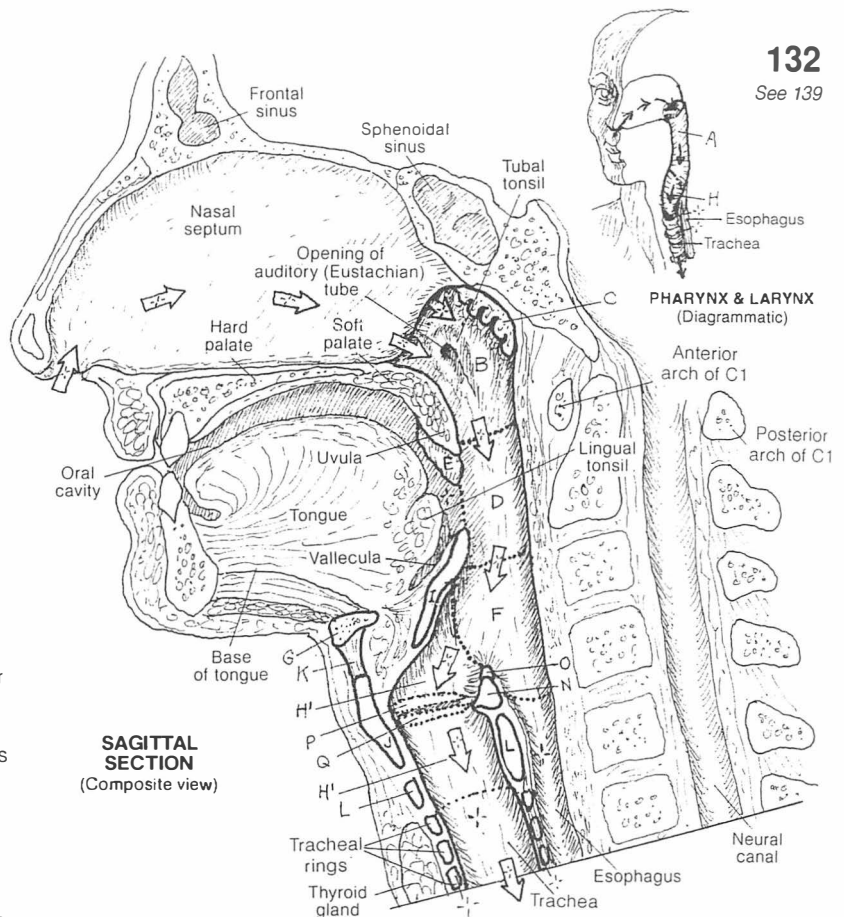 132
See 139
Frontal
sinus
Sphenoidal
sinus
Tubal
tonsil
A
Nasal
septum
H
Esophagus
Trachea
Opening of
auditory (Eustachian)
tube
C
PHARYNX & LARYNX
(Diagrammatic)
Hard
palate
Soft
palate
B
Anterior
arch of C1
Posterior
arch of C1
Uvula
E
Lingual
tonsil
Oral
cavity
Tongue
D
Vallecula
I
F
Base
of tongue
G
K
O
N
H'
P
J
Q
L
SAGITTAL
SECTION
(Composite view)
H'
L
Tracheal
rings
Neural
canal
Esophagus
Thyroid
gland
Trachea